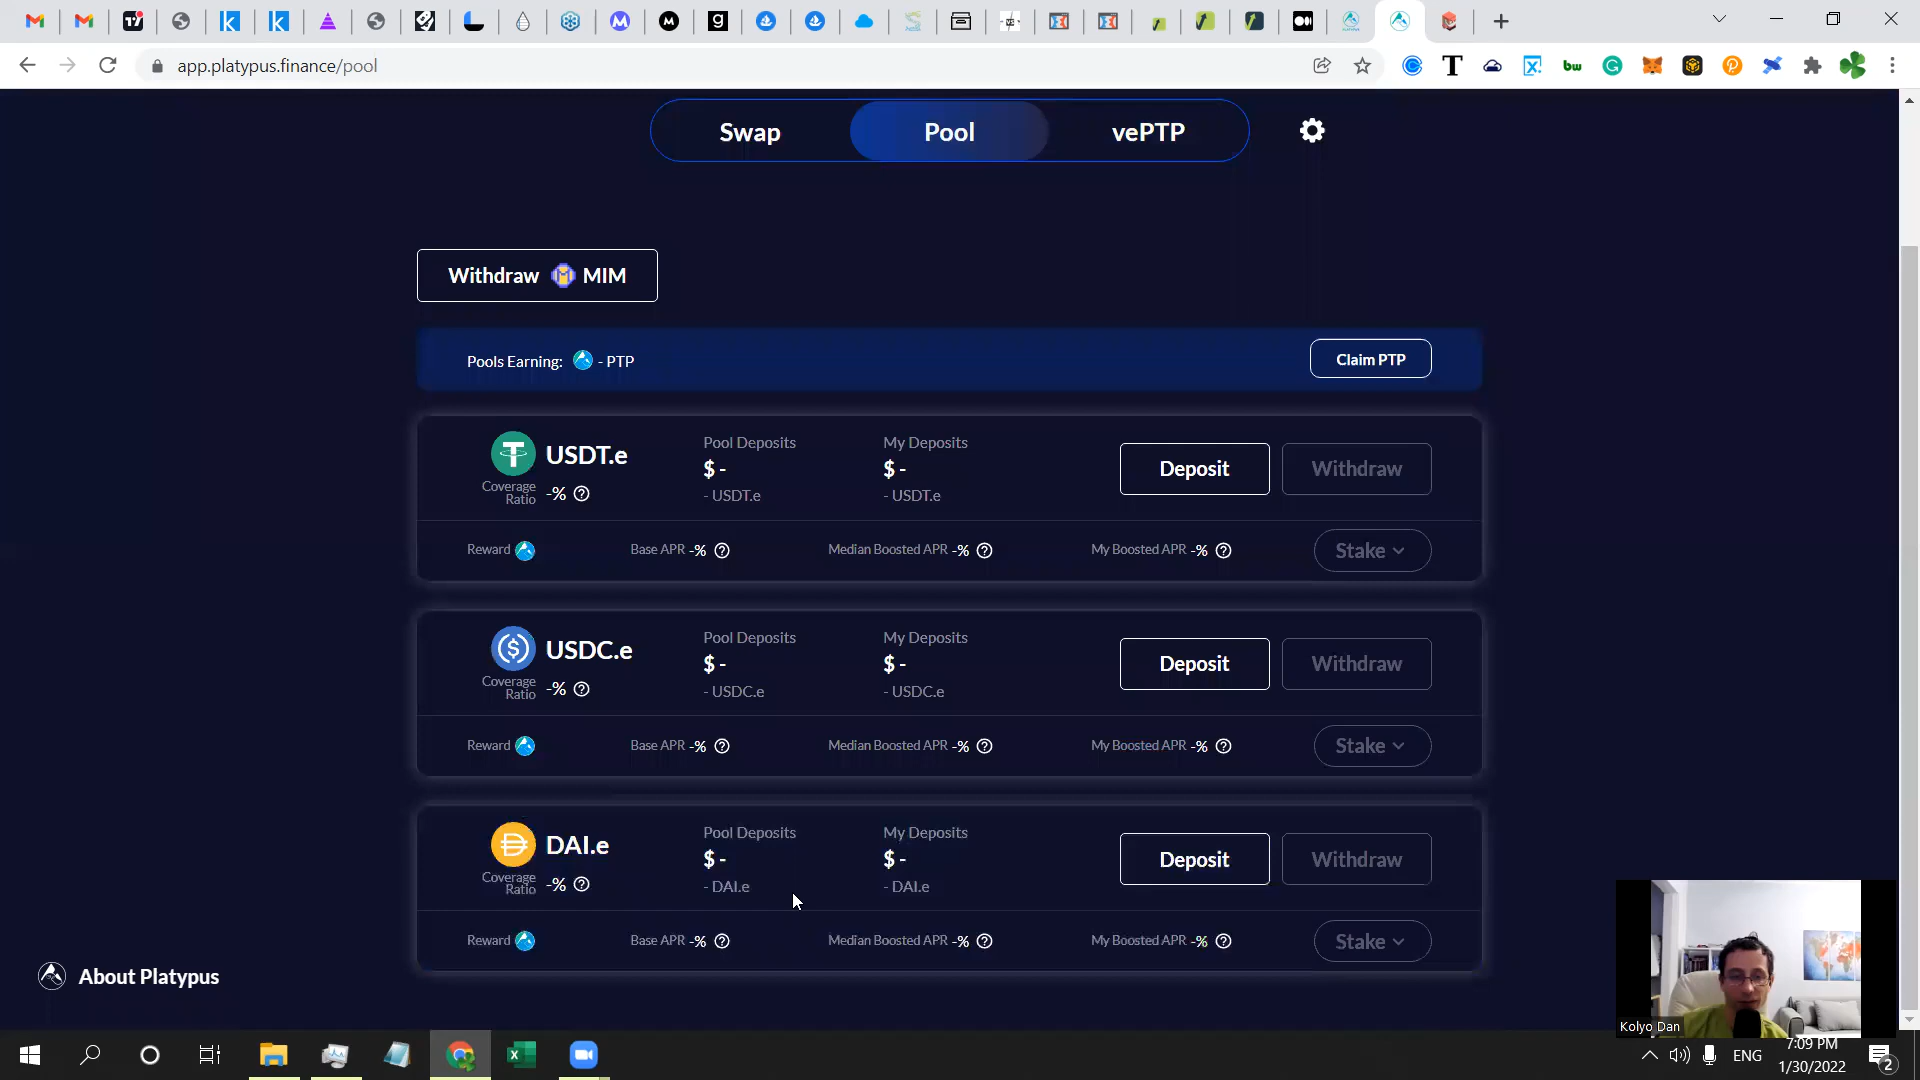 app.platypus.finance/pool
Swap
Pool
vePTP
Withdraw MIM
Pools Earning: - PTP
Claim PTP
USDT.e
Coverage
Ratio
-%
Pool Deposits
$ -
- USDT.e
My Deposits
$ -
- USDT.e
Deposit
Withdraw
Reward
Base APR -%
Median Boosted APR -%
My Boosted APR -%
Stake
USDC.e
Coverage
Ratio
-%
Pool Deposits
$ -
- USDC.e
My Deposits
$ -
- USDC.e
Deposit
Withdraw
Reward
Base APR -%
Median Boosted APR -%
My Boosted APR -%
Stake
DAI.e
Coverage
Ratio
-%
Pool Deposits
$ -
- DAI.e
My Deposits
$ -
- DAI.e
Deposit
Withdraw
Reward
Base APR -%
Median Boosted APR -%
My Boosted APR -%
Stake
About Platypus
Kolyo Dan
ENG
7:09 PM
1/30/2022
2